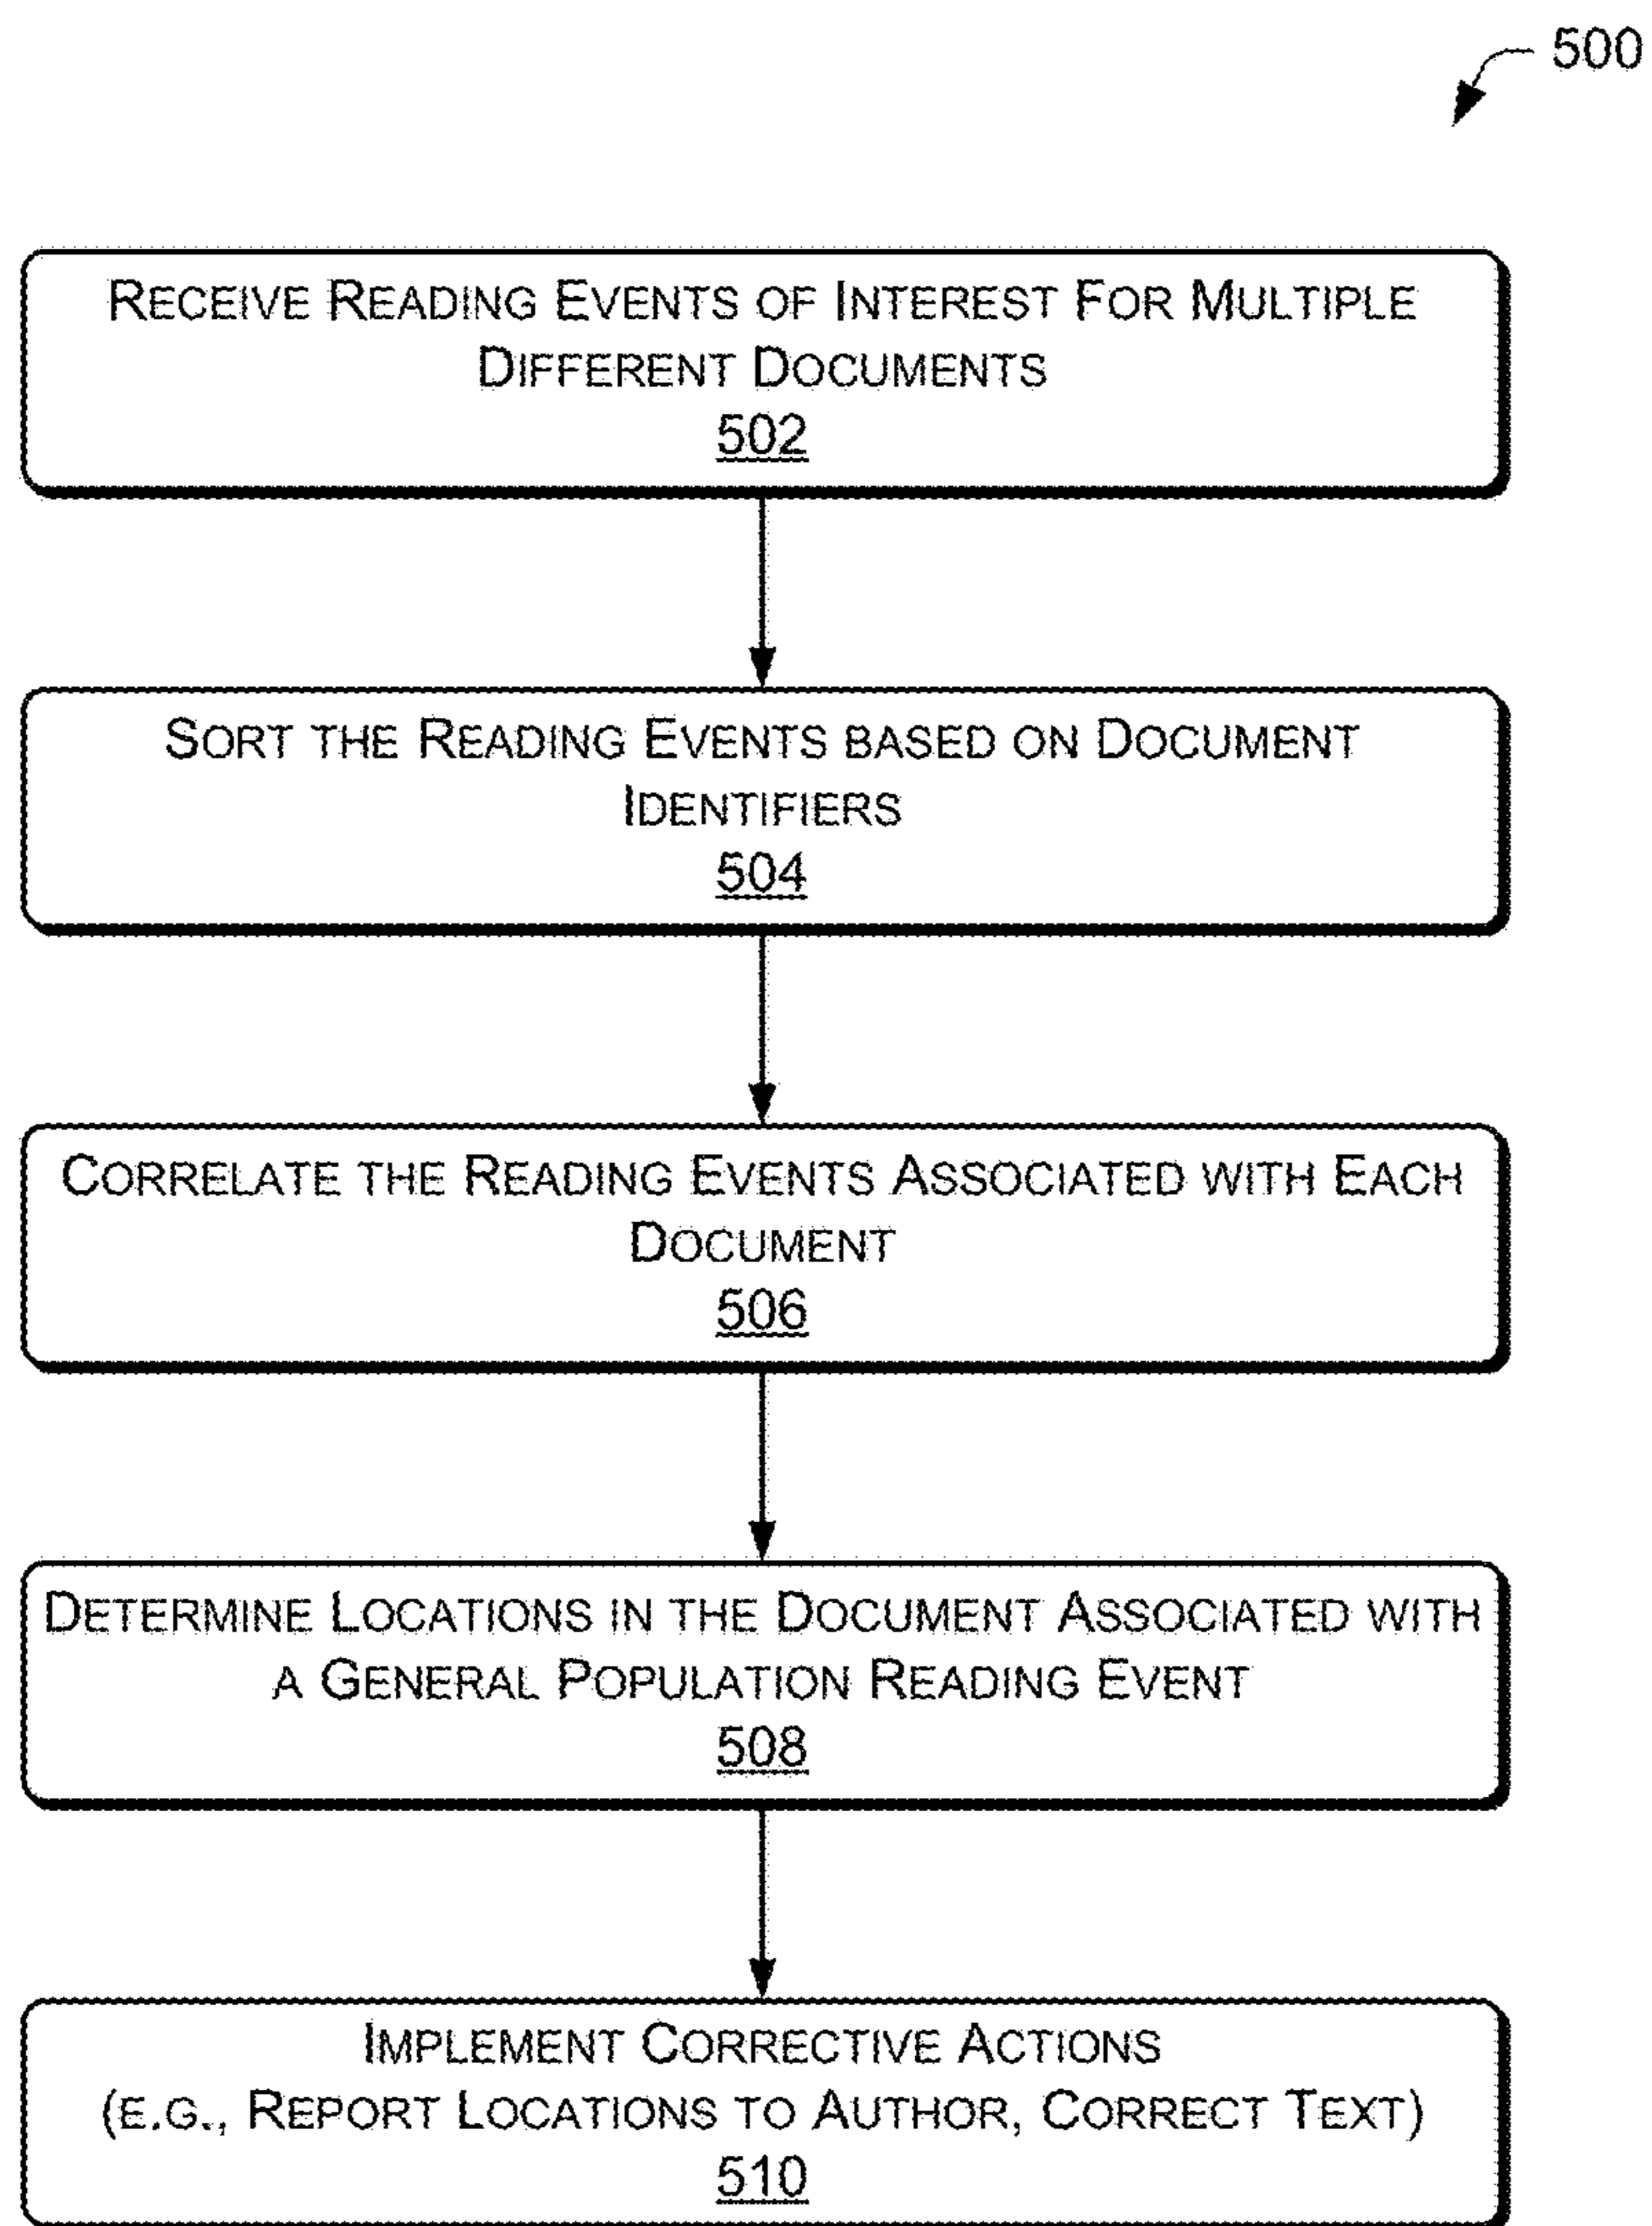 500
RECEIVE READING EVENTS OF INTEREST FOR MULTIPLE
DIFFERENT DOCUMENTS
502
SORT THE READING EVENTS BASED ON DOCUMENT
IDENTIFIERS
504
CORRELATE THE READING EVENTS ASSOCIATED WITH EACH
DOCUMENT
506
DETERMINE LOCATIONS IN THE DOCUMENT ASSOCIATED WITH
A GENERAL POPULATION READING EVENT
508
IMPLEMENT CORRECTIVE ACTIONS
(E.G., REPORT LOCATIONS TO AUTHOR, CORRECT TEXT)
510